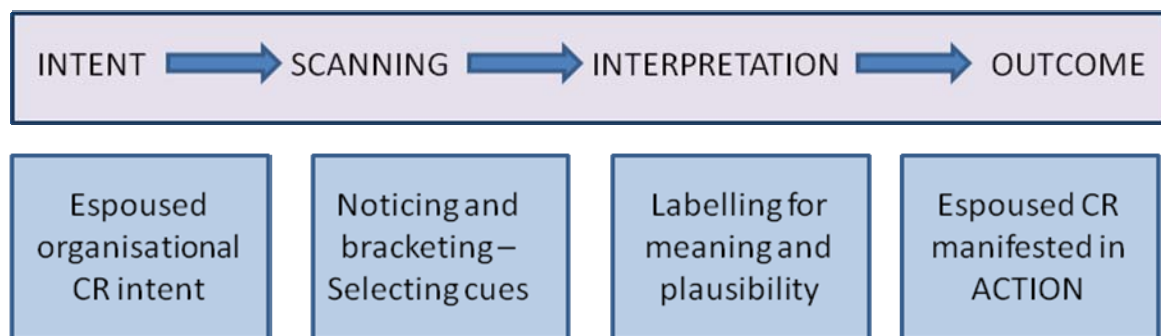 INTENT SCANNING INTERPRETATION OUTCOME
Espoused
organisational
CR intent
Noticing and
bracketing –
Selecting cues
Labelling for
meaning and
plausibility
Espoused CR
manifested in
ACTION